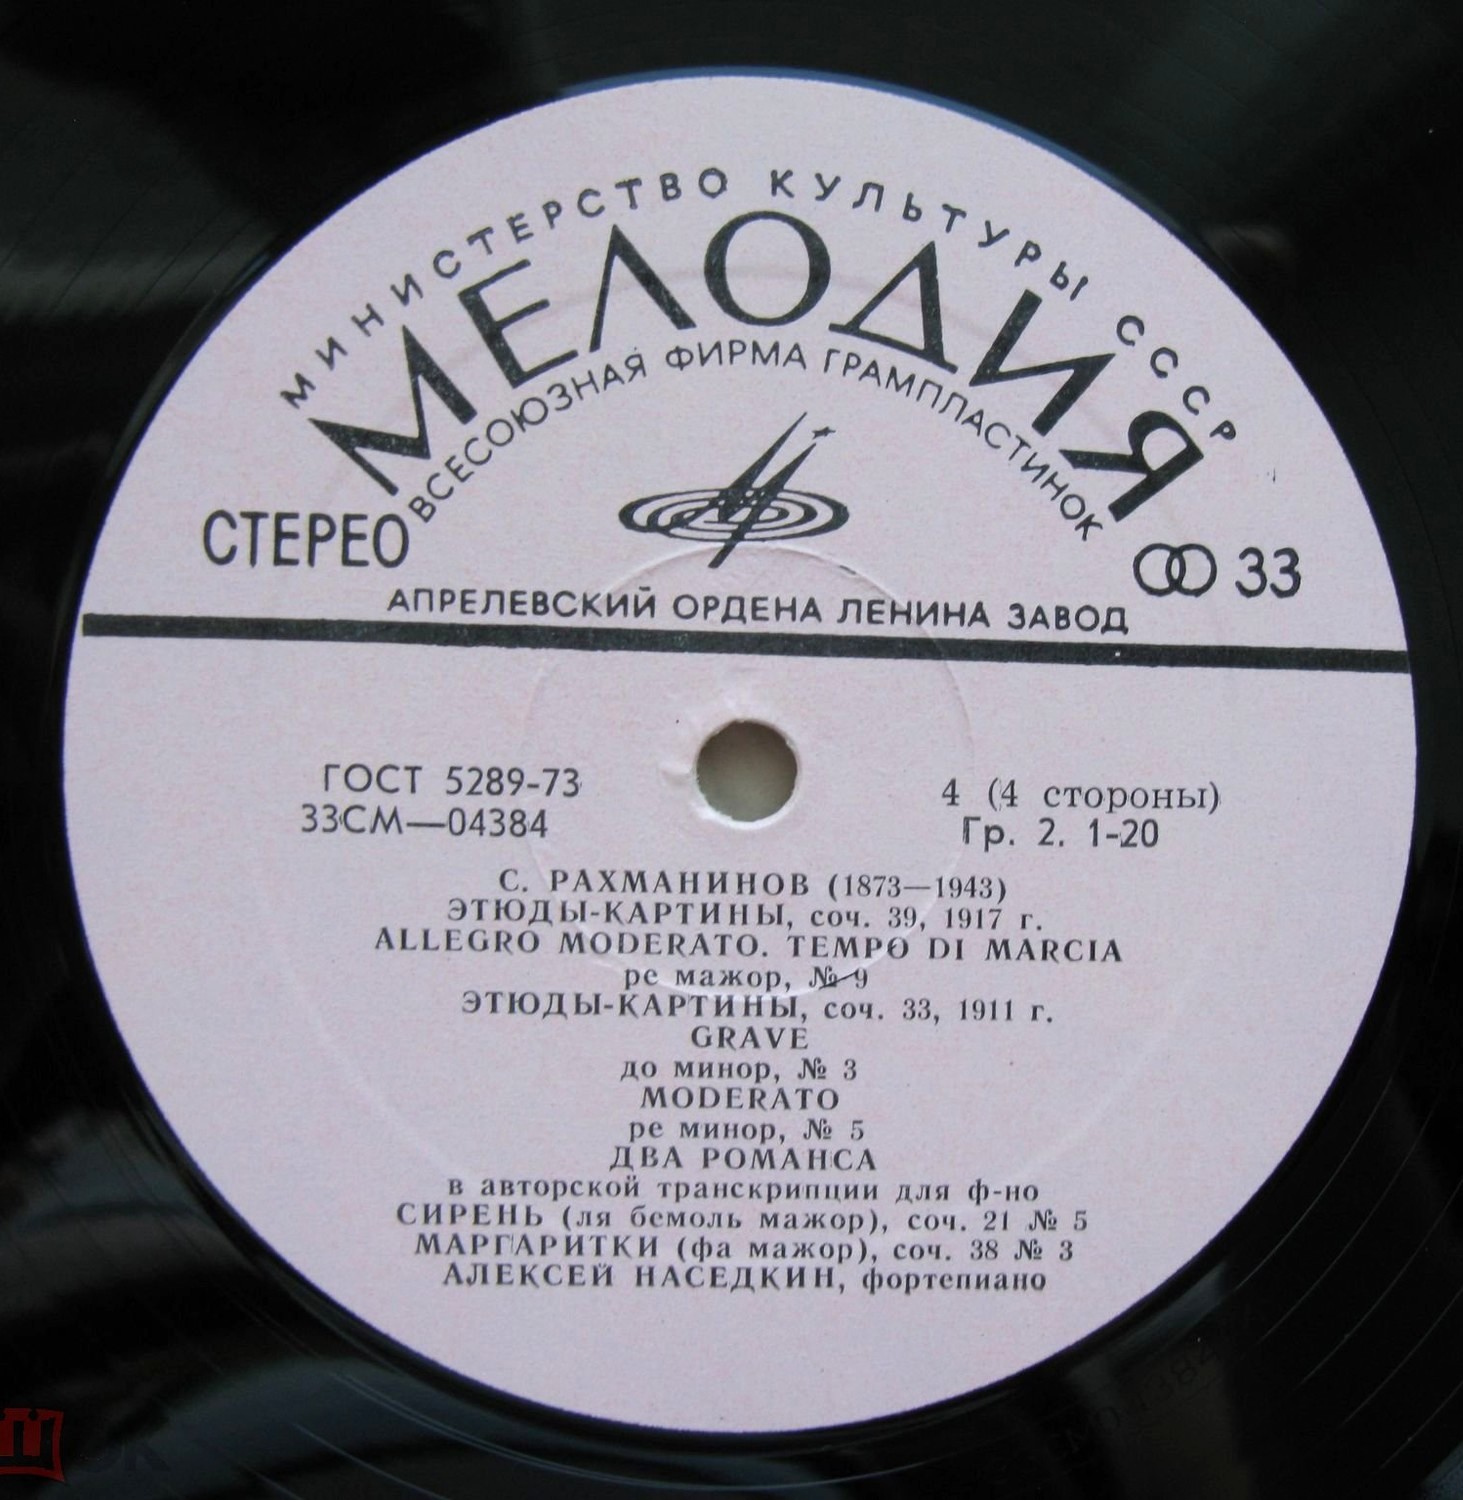 МИНИСТЕРСТВО КУЛЬТУРЫ СССР
МЕЛОДИЯ
ВСЕСОЮЗНАЯ ФИРМА ГРАМПЛАСТИНОК
СТЕРЕО
33
АПРЕЛЕВСКИЙ ОРДЕНА ЛЕНИНА ЗАВОД
ГОСТ 5289-73
33СМ—04384
4 (4 стороны)
Гр. 2. 1-20
С. РАХМАНИНОВ (1873—1943)
ЭТЮДЫ-КАРТИНЫ, соч. 39, 1917 г.
ALLEGRO MODERATO. TEMPO DI MARCIA
ре мажор, № 9
ЭТЮДЫ-КАРТИНЫ, соч. 33, 1911 г.
GRAVE
до минор, № 3
MODERATO
ре минор, № 5
ДВА РОМАНСА
в авторской транскрипции для ф-но
СИРЕНЬ (ля бемоль мажор), соч. 21 № 5
МАРГАРИТКИ (фа мажор), соч. 38 № 3
АЛЕКСЕЙ НАСЕДКИН, фортепиано